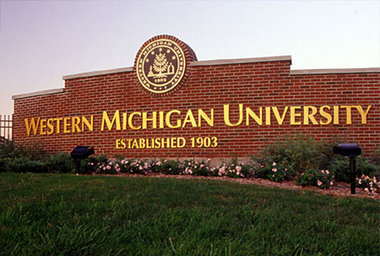 WESTERN MICHIGAN UNIVERSITY
ESTABLISHED 1903